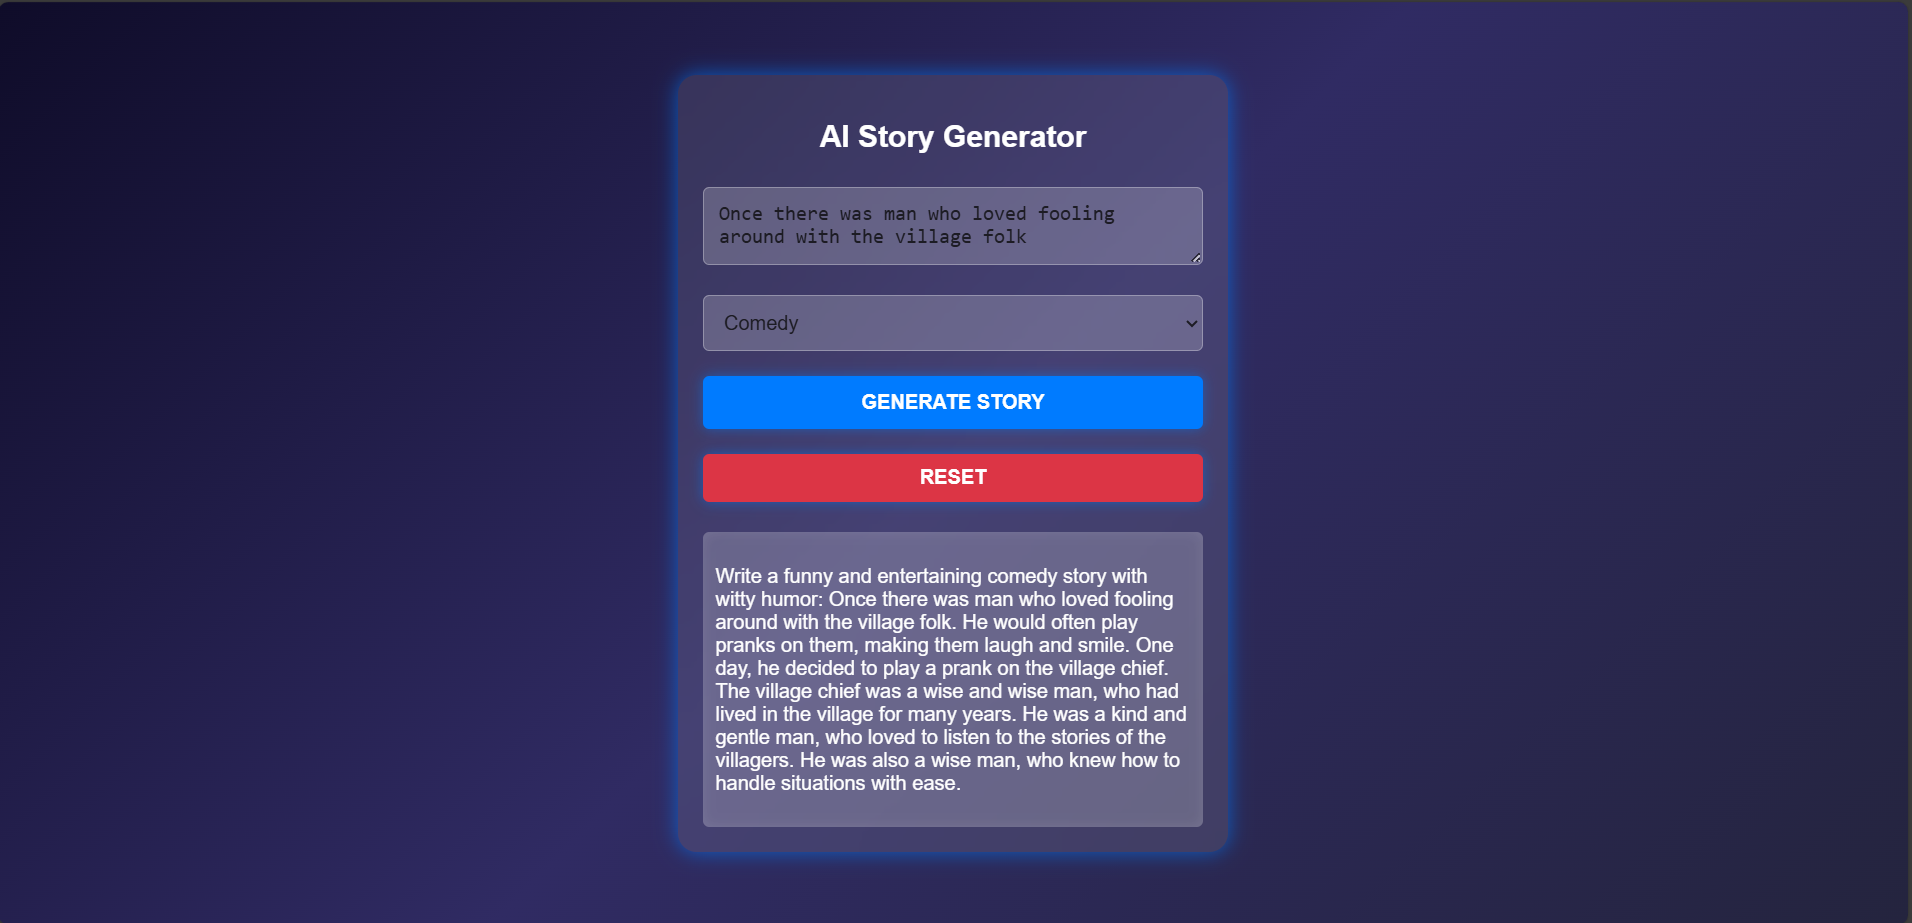 AI Story Generator
Once there was man who loved fooling
around with the village folk
Comedy
GENERATE STORY
RESET
Write a funny and entertaining comedy story with
witty humor: Once there was man who loved fooling
around with the village folk. He would often play
pranks on them, making them laugh and smile. One
day, he decided to play a prank on the village chief.
The village chief was a wise and wise man, who had
lived in the village for many years. He was a kind and
gentle man, who loved to listen to the stories of the
villagers. He was also a wise man, who knew how to
handle situations with ease.